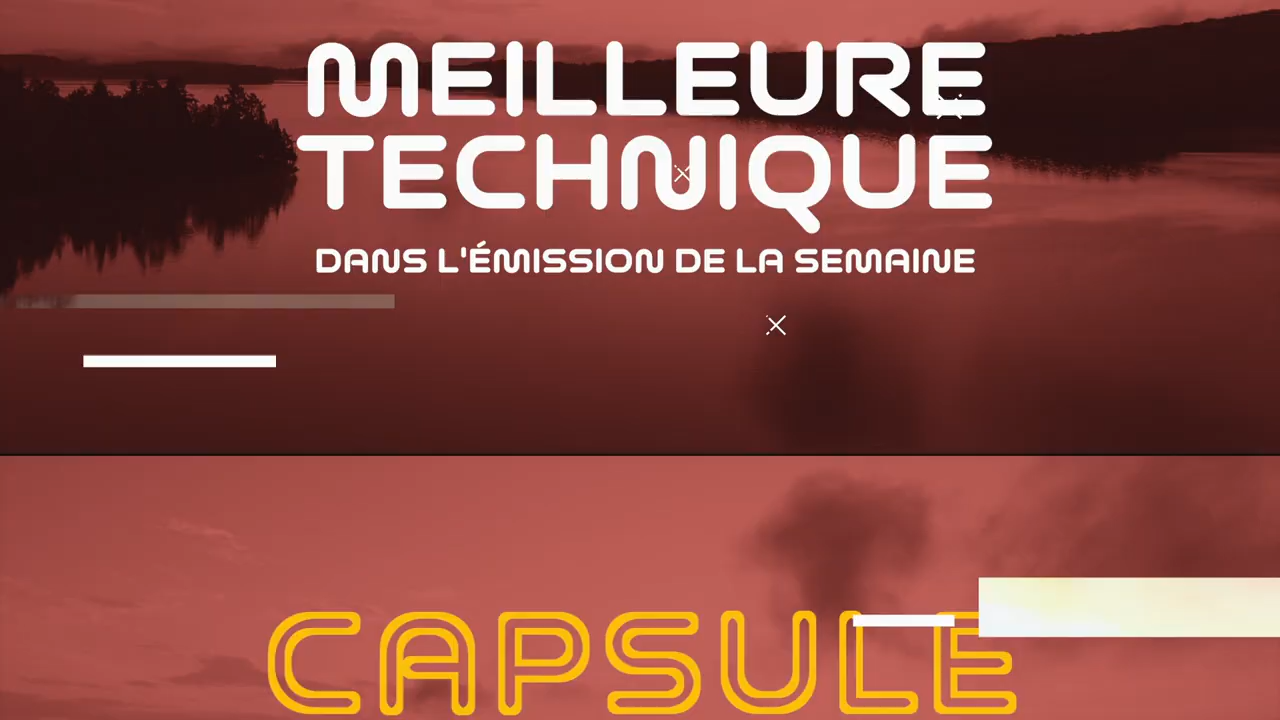 MEILLEURE
TECHNIQUE
DANS L'ÉMISSION DE LA SEMAINE
CAPSULE